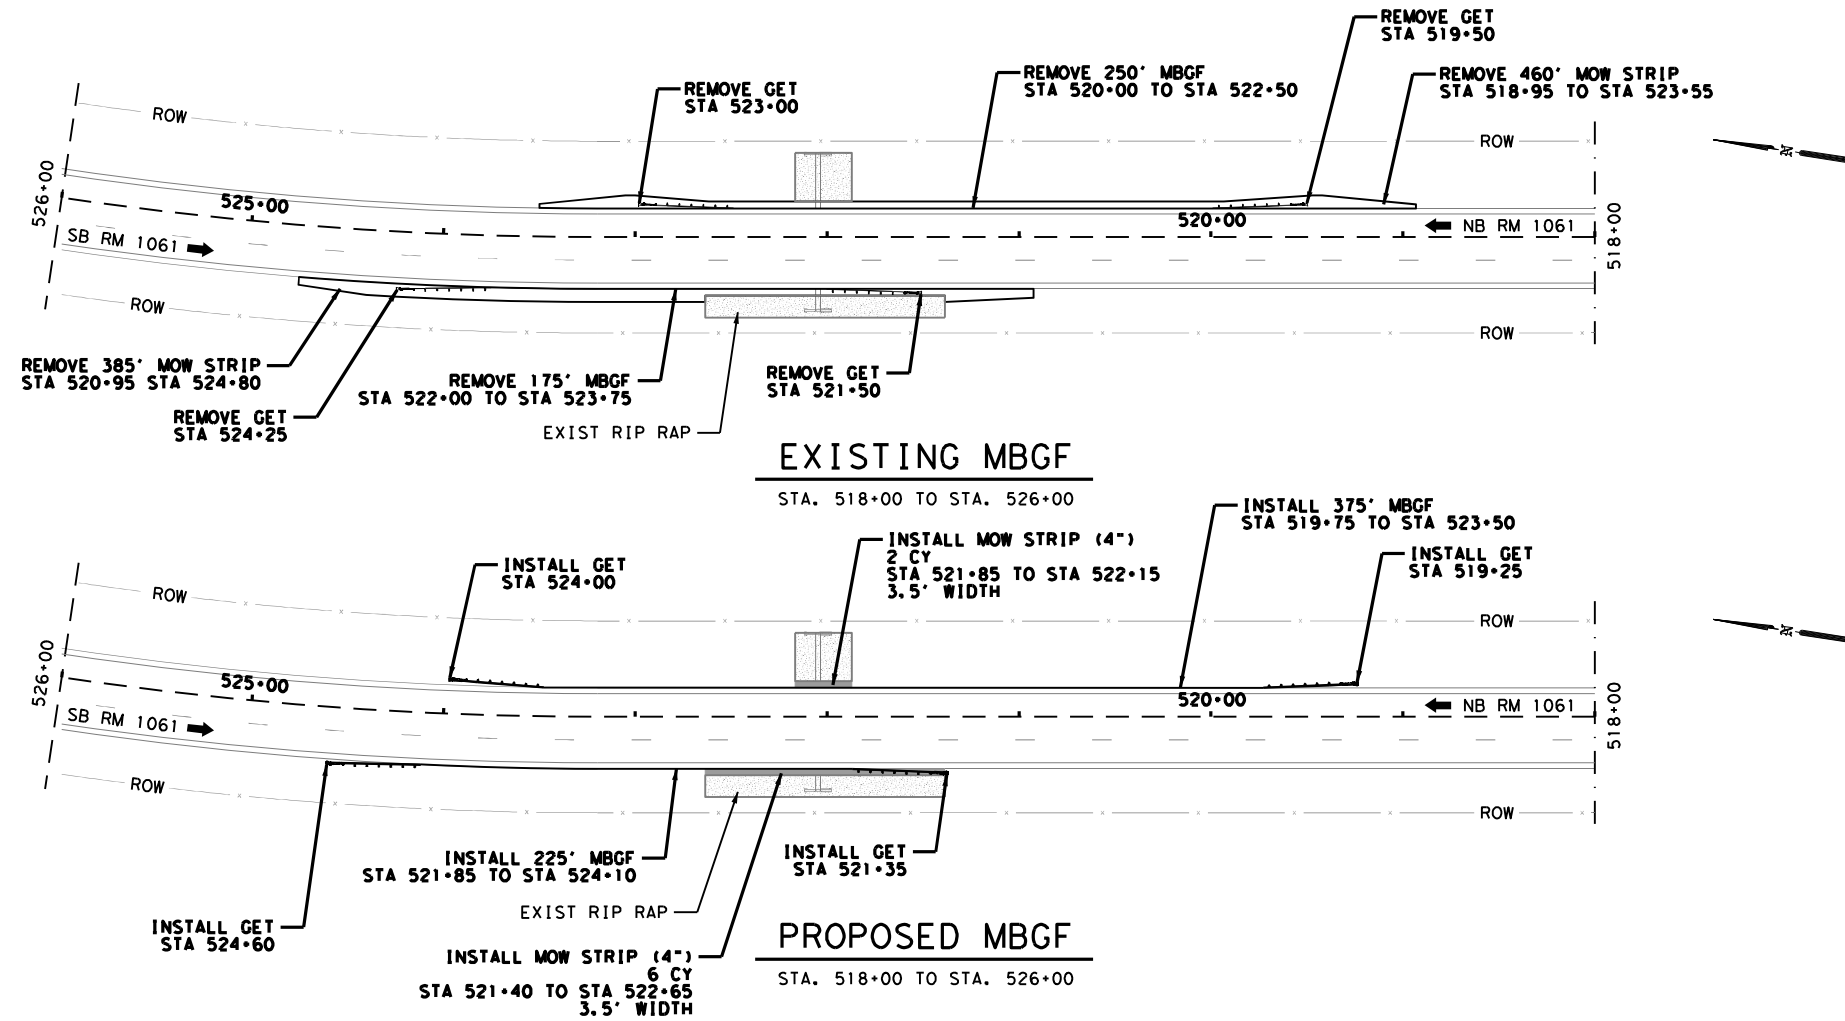 REMOVE GET
STA 519+50
REMOVE 250' MBGF
STA 520+00 TO STA 522+50
REMOVE 460' MOW STRIP
STA 518+95 TO STA 523+55
REMOVE GET
STA 523+00
ROW
ROW
N
526+00
525+00
520+00
518+00
SB RM 1061
NB RM 1061
ROW
ROW
REMOVE 385' MOW STRIP
STA 520+95 STA 524+80
REMOVE GET
STA 524+25
REMOVE 175' MBGF
STA 522+00 TO STA 523+75
REMOVE GET
STA 521+50
EXIST RIP RAP
EXISTING MBGF
STA. 518+00 TO STA. 526+00
INSTALL 375' MBGF
STA 519+75 TO STA 523+50
INSTALL MOW STRIP (4")
2 CY
STA 521+85 TO STA 522+15
3.5' WIDTH
INSTALL GET
STA 519+25
INSTALL GET
STA 524+00
ROW
ROW
N
526+00
525+00
520+00
518+00
SB RM 1061
NB RM 1061
ROW
ROW
INSTALL 225' MBGF
STA 521+85 TO STA 524+10
INSTALL GET
STA 521+35
EXIST RIP RAP
INSTALL GET
STA 524+60
INSTALL MOW STRIP (4")
6 CY
STA 521+40 TO STA 522+65
3.5' WIDTH
PROPOSED MBGF
STA. 518+00 TO STA. 526+00